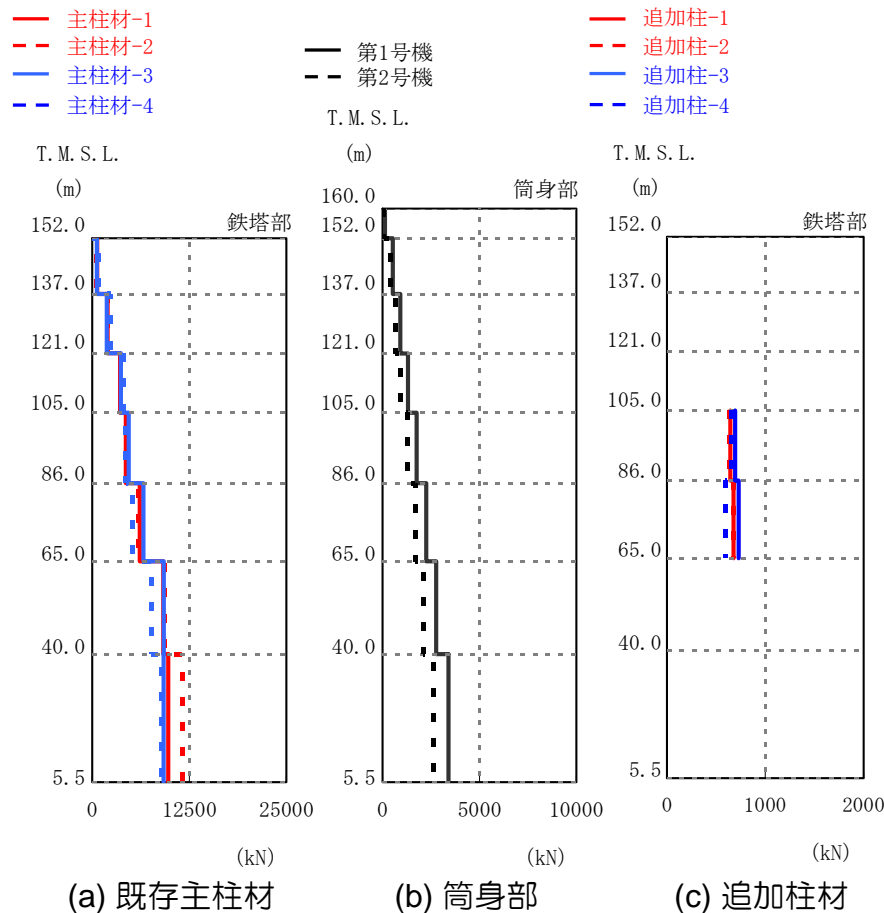 主柱材-1
主柱材-2
主柱材-3
主柱材-4
T.M.S.L.
(m)
鉄塔部
152.0
137.0
121.0
105.0
86.0
65.0
40.0
5.5
0
12500
25000
(kN)
(a) 既存主柱材
第1号機
第2号機
T.M.S.L.
(m)
筒身部
160.0
152.0
137.0
121.0
105.0
86.0
65.0
40.0
5.5
0
5000
10000
(kN)
(b) 筒身部
追加柱-1
追加柱-2
追加柱-3
追加柱-4
T.M.S.L.
(m)
鉄塔部
152.0
137.0
121.0
105.0
86.0
65.0
40.0
5.5
0
1000
2000
(kN)
(c) 追加柱材